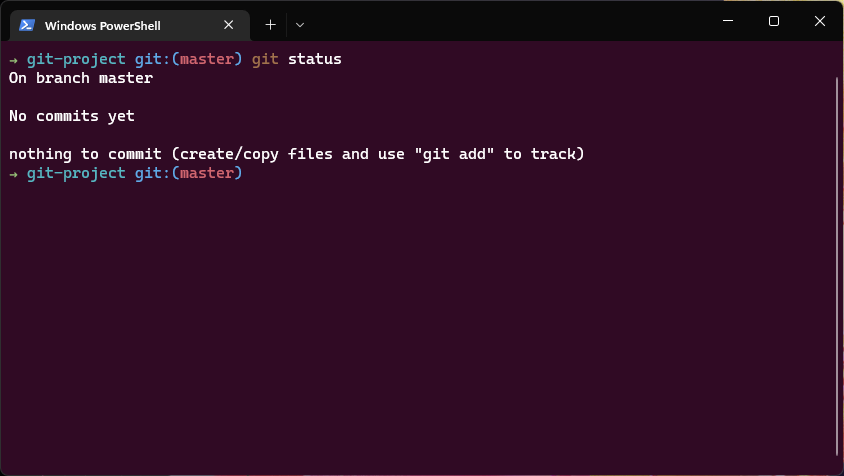 Windows PowerShell
→ git-project git:(master) git status
On branch master
No commits yet
nothing to commit (create/copy files and use "git add" to track)
→ git-project git:(master)